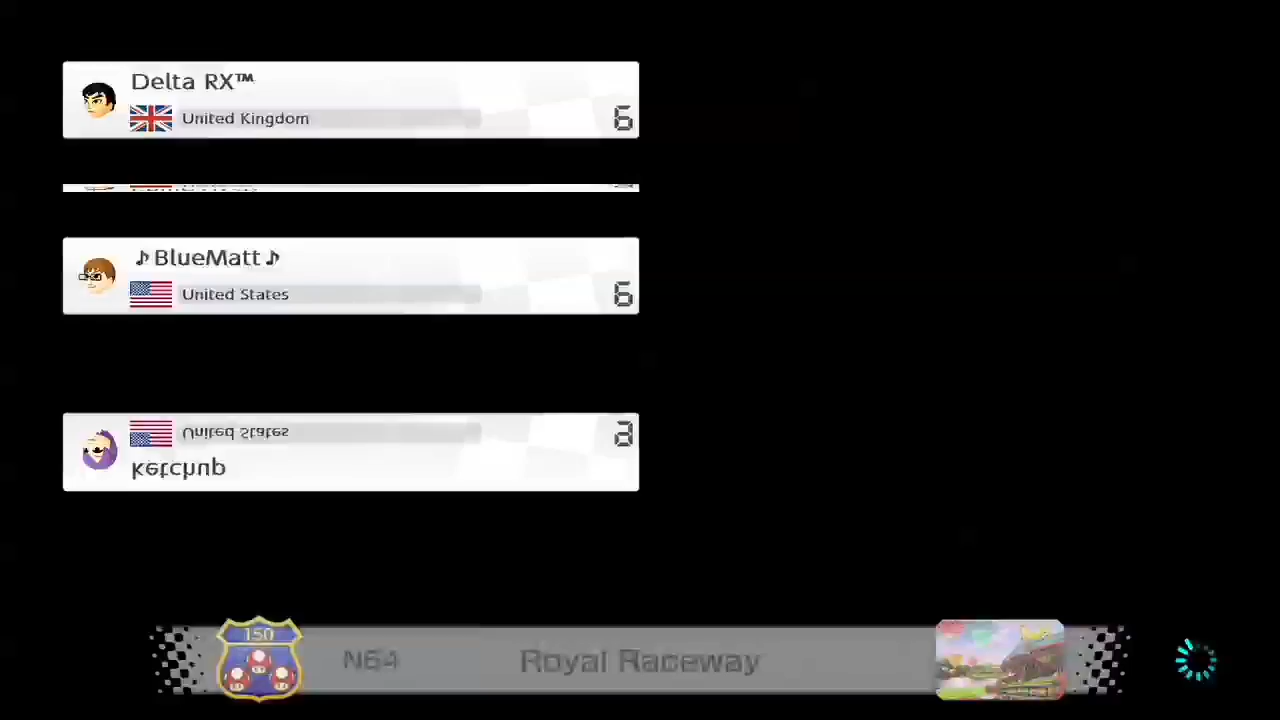 Delta RX™
United Kingdom
6
♪BlueMatt♪
United States
6
United States
Ketchup
150
N64
Royal Raceway